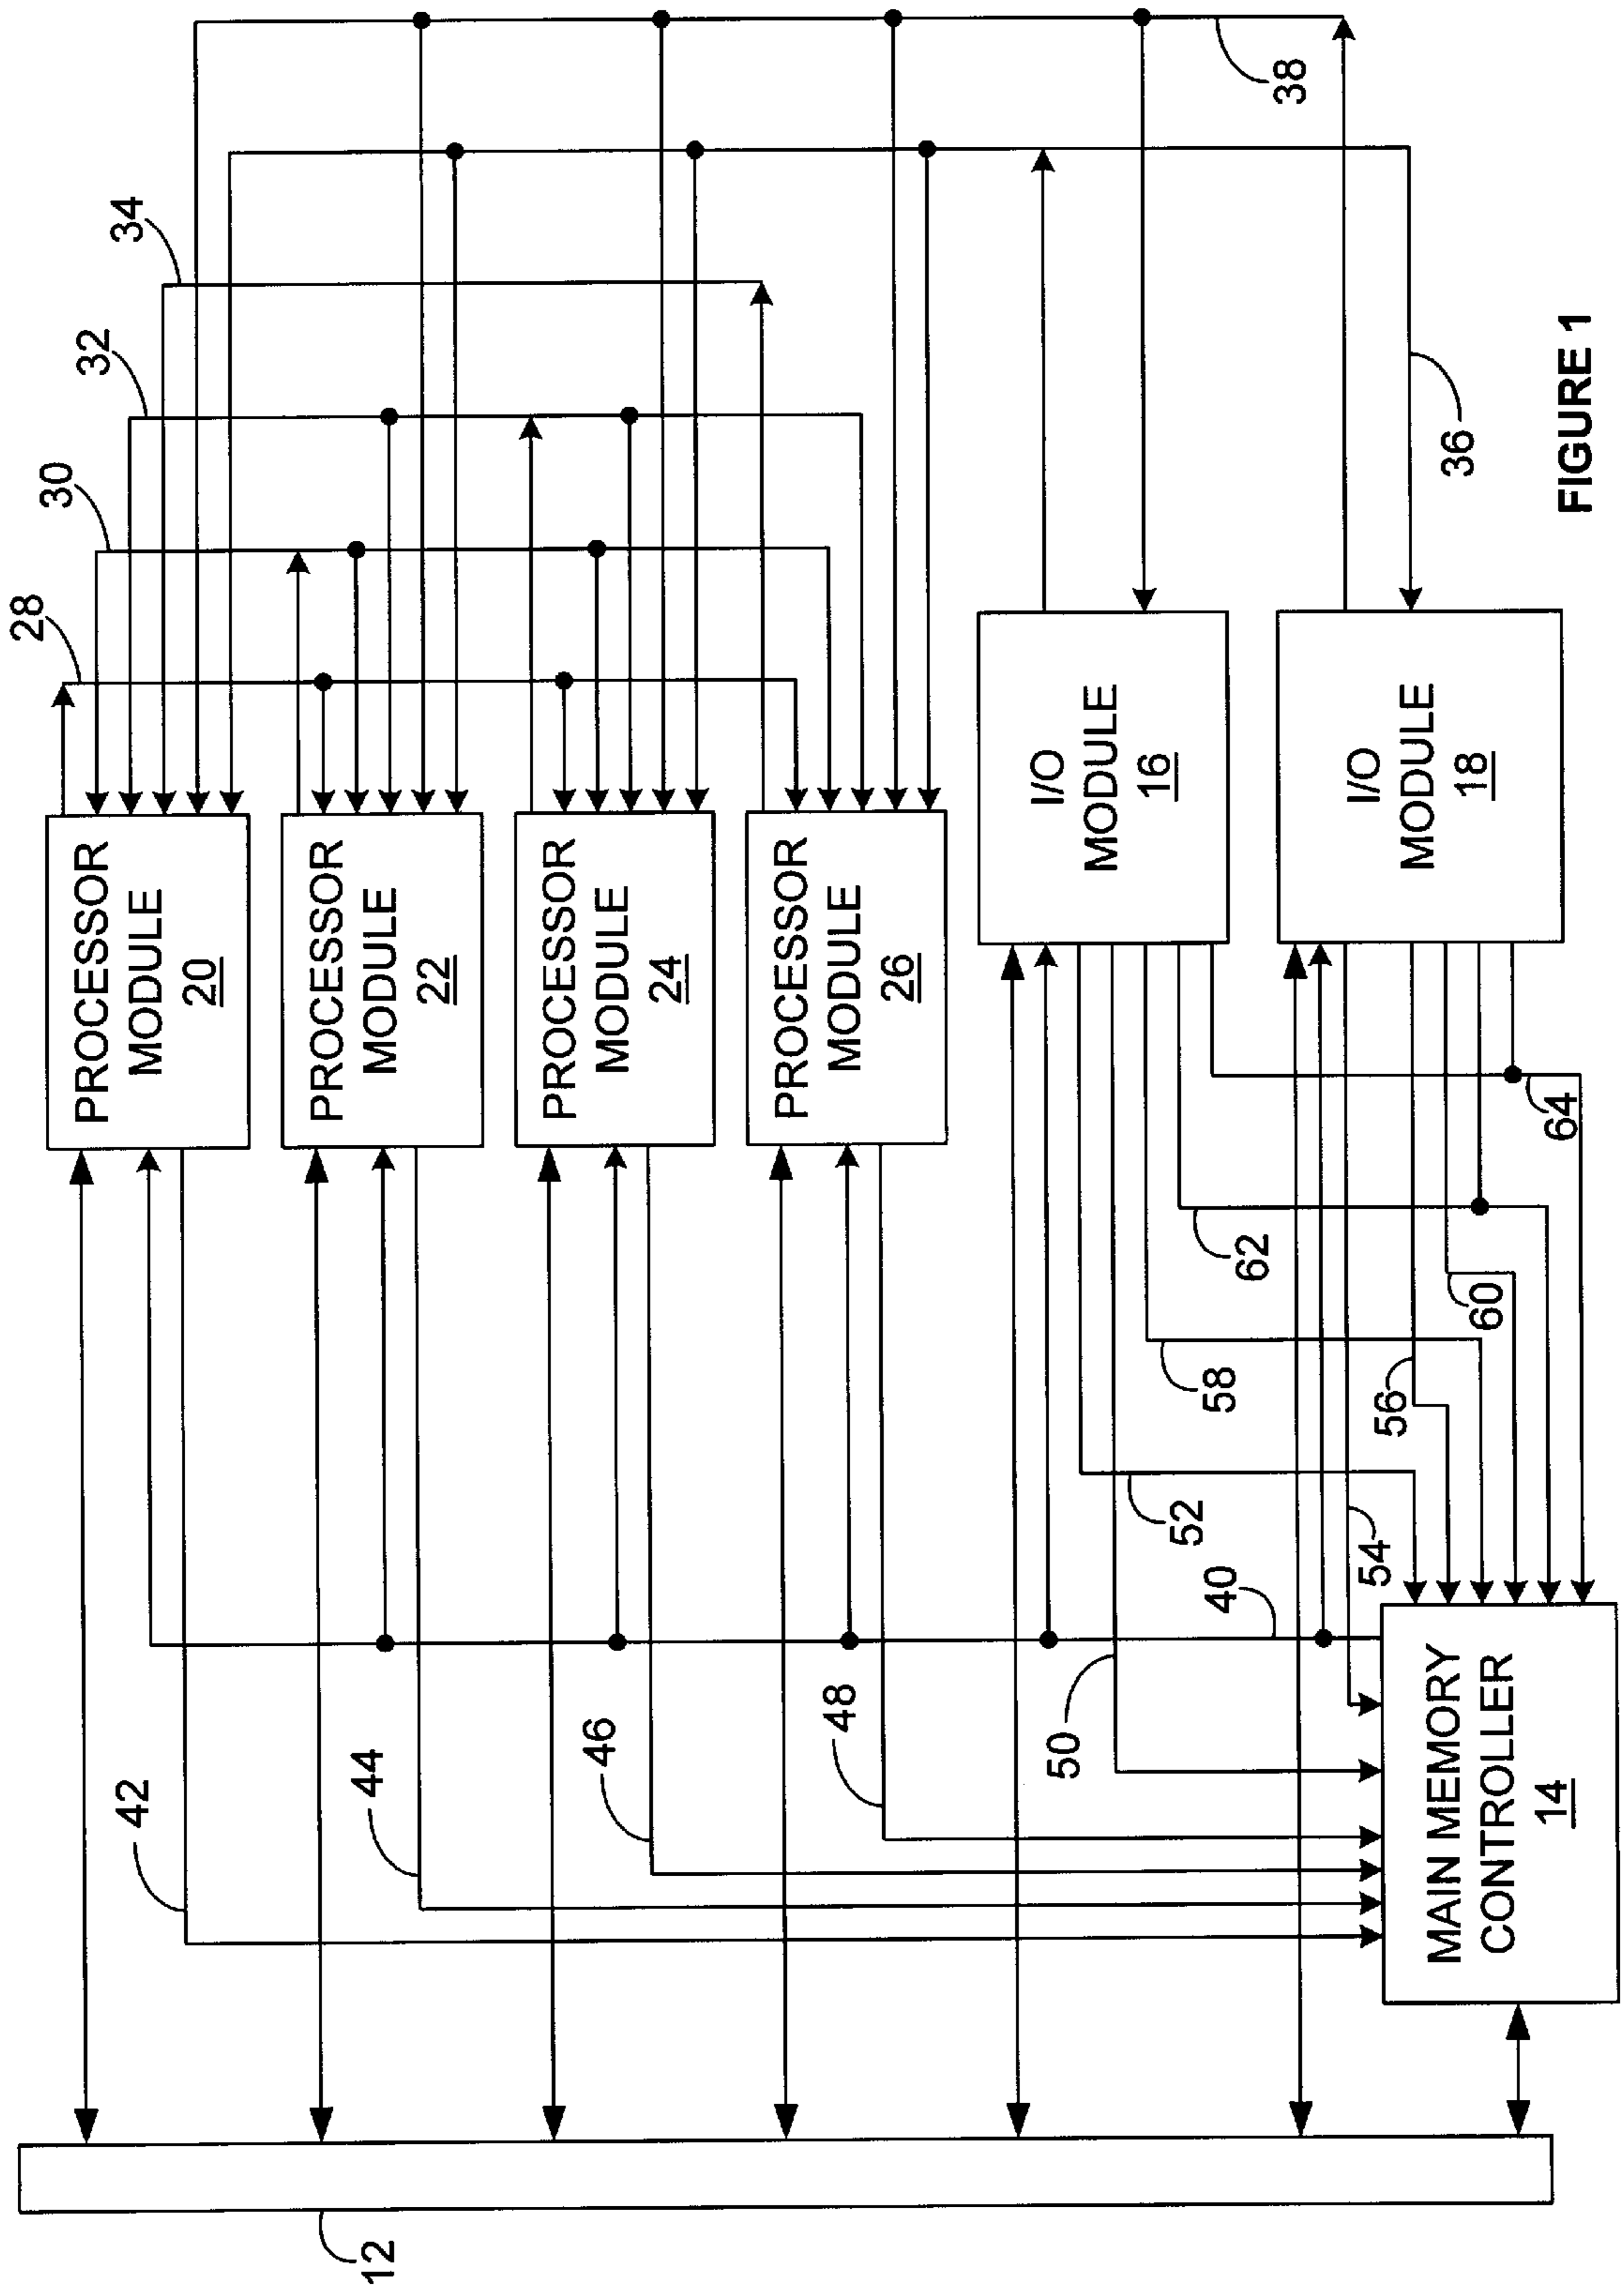 12
42
44
46
48
50
40
54
52
58
56
60
62
64
PROCESSOR
MODULE
20
PROCESSOR
MODULE
22
PROCESSOR
MODULE
24
PROCESSOR
MODULE
26
I/O
MODULE
16
I/O
MODULE
18
MAIN MEMORY
CONTROLLER
14
28
30
32
34
36
38
FIGURE 1